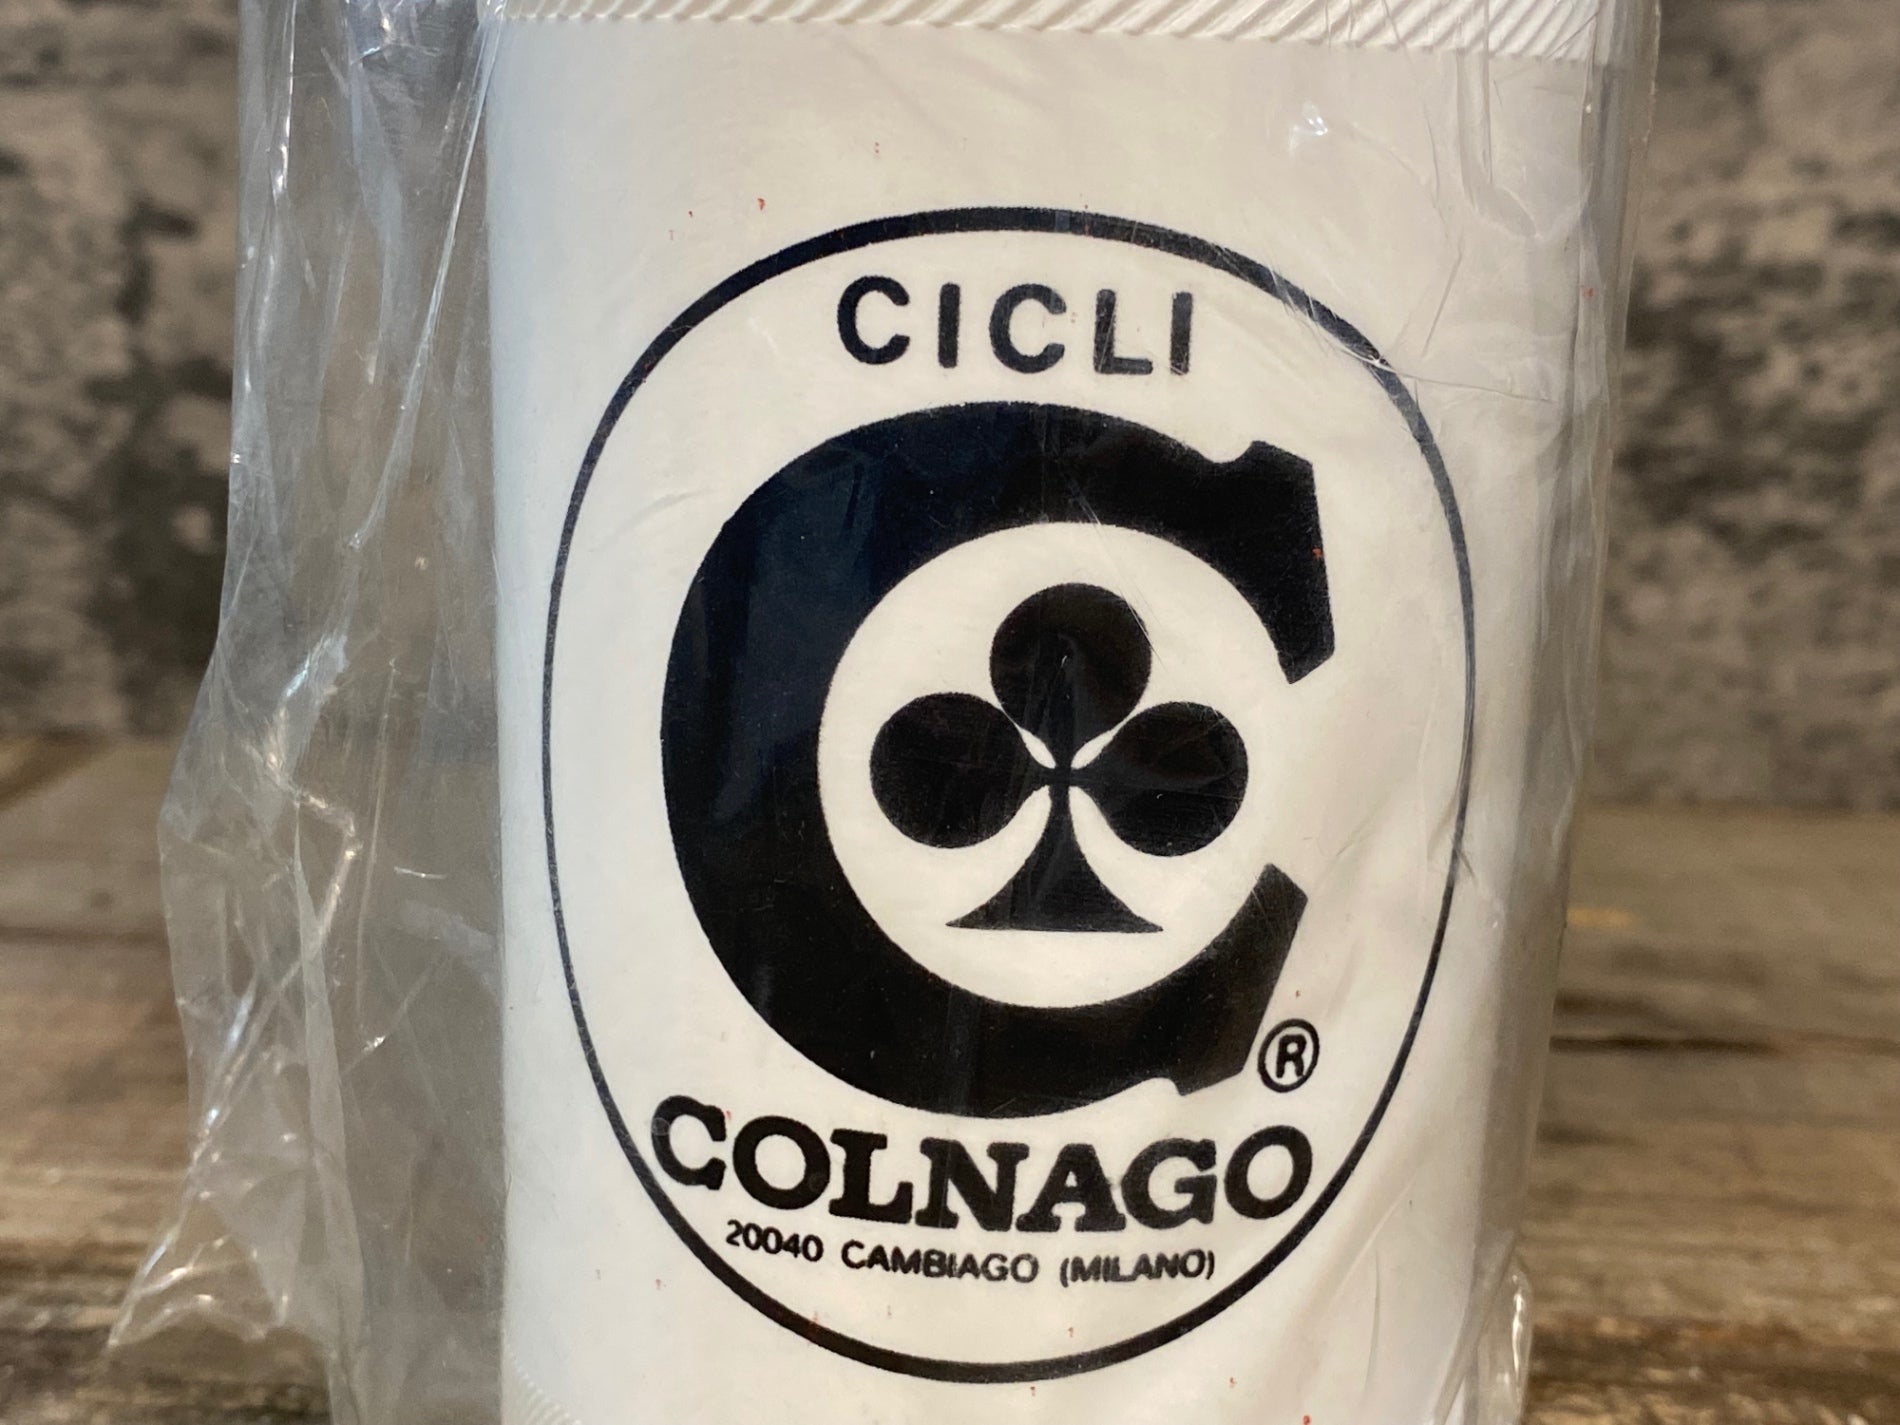 CICLI
®
COLNAGO
20040 CAMBIAGO (MILANO)